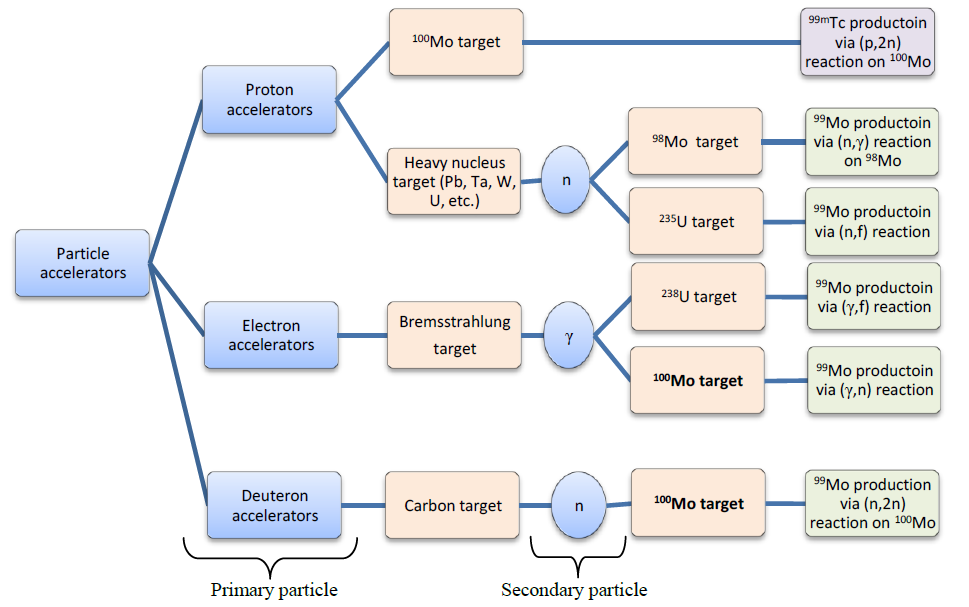 Particle
accelerators
Proton
accelerators
¹⁰⁰Mo target
⁹⁹ᵐTc productoin
via (p,2n)
reaction on ¹⁰⁰Mo
Heavy nucleus
target (Pb, Ta, W,
U, etc.)
n
⁹⁸Mo target
⁹⁹Mo productoin
via (n,γ) reaction
on ⁹⁸Mo
²³⁵U target
⁹⁹Mo productoin
via (n,f) reaction
Electron
accelerators
Bremsstrahlung
target
γ
²³⁸U target
⁹⁹Mo productoin
via (γ,f) reaction
¹⁰⁰Mo target
⁹⁹Mo productoin
via (γ,n) reaction
Deuteron
accelerators
Carbon target
n
¹⁰⁰Mo target
⁹⁹Mo production
via (n,2n)
reaction on ¹⁰⁰Mo
Primary particle
Secondary particle